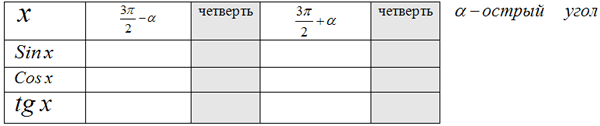 x 3π/2 − α четверть 3π/2 + α четверть α − острый угол
Sin x
Cos x
tg x